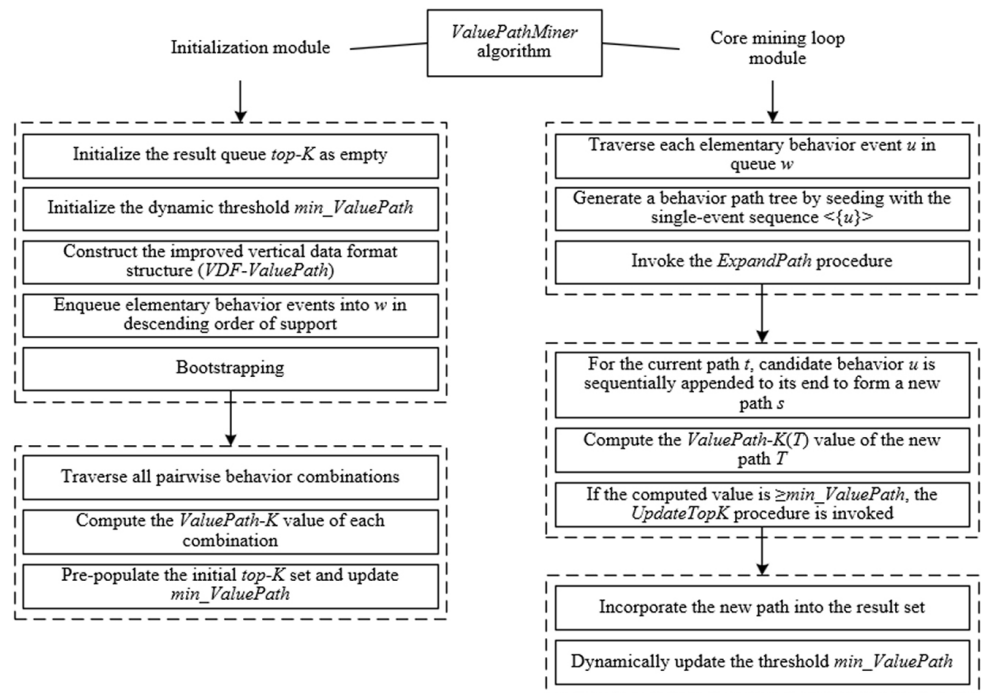 ValuePathMiner
algorithm
Initialization module
Core mining loop
module
Initialize the result queue top-K as empty
Initialize the dynamic threshold min_ValuePath
Construct the improved vertical data format
structure (VDF-ValuePath)
Enqueue elementary behavior events into w in
descending order of support
Bootstrapping
Traverse all pairwise behavior combinations
Compute the ValuePath-K value of each
combination
Pre-populate the initial top-K set and update
min_ValuePath
Traverse each elementary behavior event u in
queue w
Generate a behavior path tree by seeding with the
single-event sequence <{u}>
Invoke the ExpandPath procedure
For the current path t, candidate behavior u is
sequentially appended to its end to form a new
path s
Compute the ValuePath-K(T) value of the new
path T
If the computed value is ≥min_ValuePath, the
UpdateTopK procedure is invoked
Incorporate the new path into the result set
Dynamically update the threshold min_ValuePath